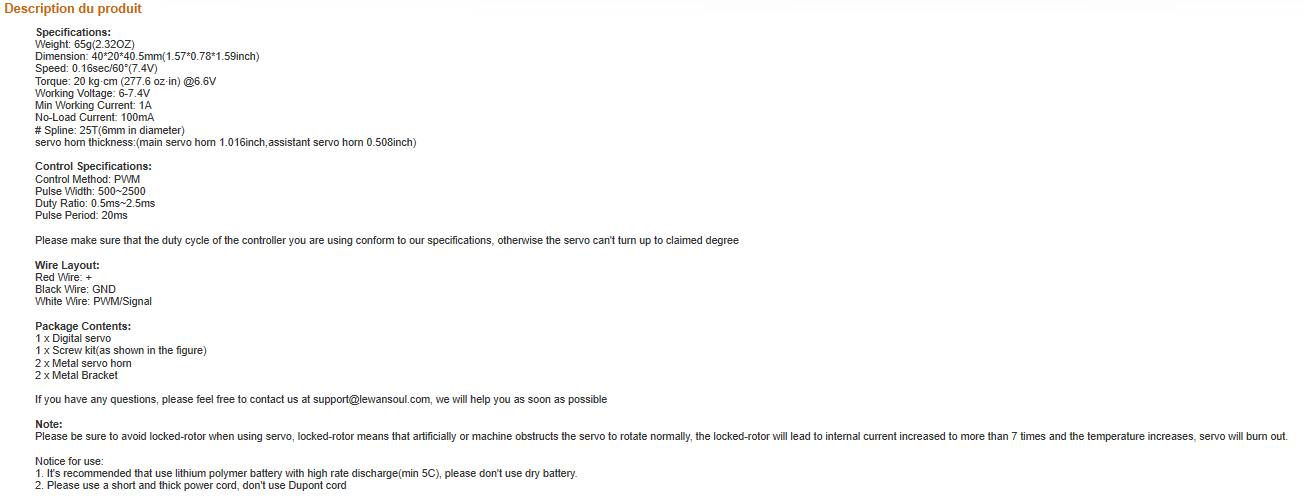 Description du produit
Specifications:
Weight: 65g(2.32OZ)
Dimension: 40*20*40.5mm(1.57*0.78*1.59inch)
Speed: 0.16sec/60°(7.4V)
Torque: 20 kg·cm (277.6 oz·in) @6.6V
Working Voltage: 6-7.4V
Min Working Current: 1A
No-Load Current: 100mA
# Spline: 25T(6mm in diameter)
servo horn thickness:(main servo horn 1.016inch,assistant servo horn 0.508inch)
Control Specifications:
Control Method: PWM
Pulse Width: 500~2500
Duty Ratio: 0.5ms~2.5ms
Pulse Period: 20ms
Please make sure that the duty cycle of the controller you are using conform to our specifications, otherwise the servo can't turn up to claimed degree
Wire Layout:
Red Wire: +
Black Wire: GND
White Wire: PWM/Signal
Package Contents:
1 x Digital servo
1 x Screw kit(as shown in the figure)
2 x Metal servo horn
2 x Metal Bracket
If you have any questions, please feel free to contact us at support@lewansoul.com, we will help you as soon as possible
Note:
Please be sure to avoid locked-rotor when using servo, locked-rotor means that artificially or machine obstructs the servo to rotate normally, the locked-rotor will lead to internal current increased to more than 7 times and the temperature increases, servo will burn out.
Notice for use:
1. It's recommended that use lithium polymer battery with high rate discharge(min 5C), please don't use dry battery.
2. Please use a short and thick power cord, don't use Dupont cord